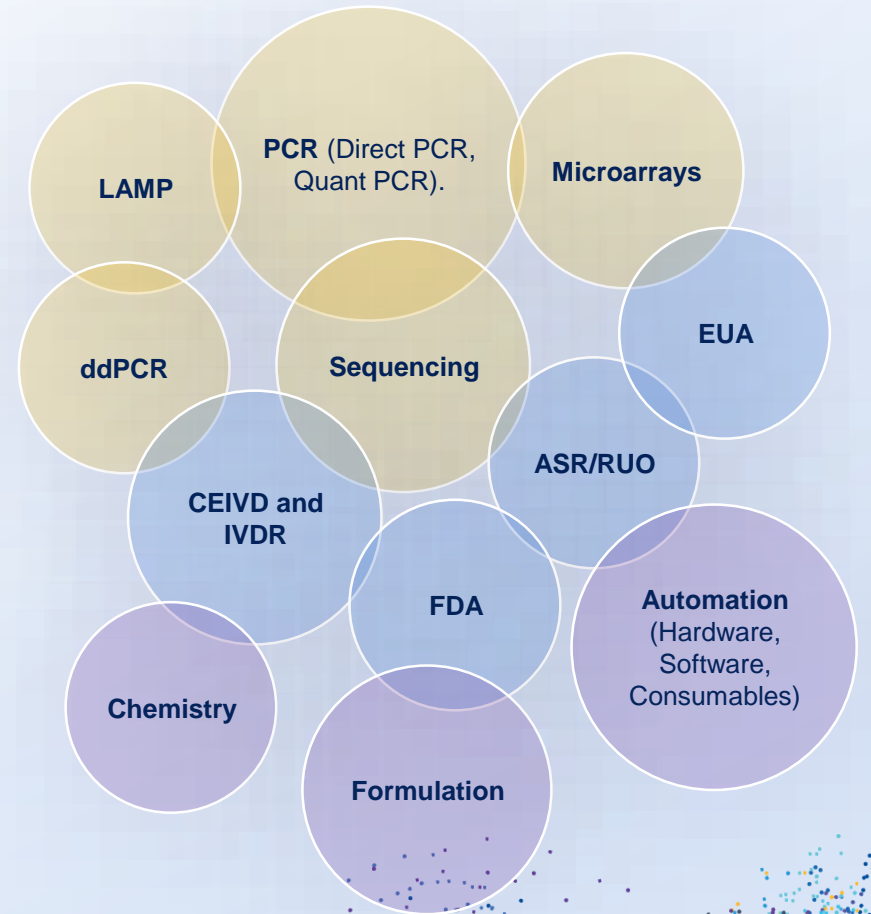 PCR (Direct PCR,
Quant PCR).
LAMP
Microarrays
EUA
ddPCR
Sequencing
ASR/RUO
CEIVD and
IVDR
FDA
Automation
(Hardware,
Software,
Consumables)
Chemistry
Formulation